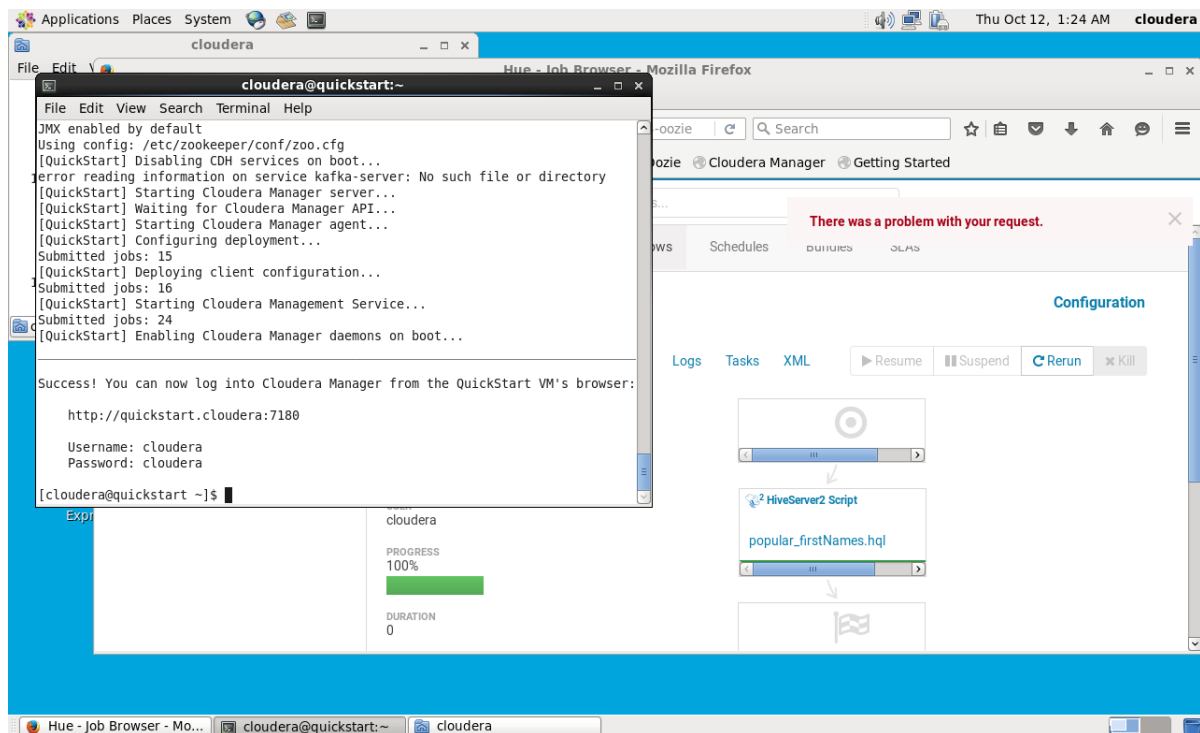 Applications Places System
Thu Oct 12, 1:24 AM cloudera
cloudera
File Edit
Hue - Job Browser - Mozilla Firefox
cloudera@quickstart:~
File Edit View Search Terminal Help
JMX enabled by default
Using config: /etc/zookeeper/conf/zoo.cfg
[QuickStart] Disabling CDH services on boot...
error reading information on service kafka-server: No such file or directory
[QuickStart] Starting Cloudera Manager server...
[QuickStart] Waiting for Cloudera Manager API...
[QuickStart] Starting Cloudera Manager agent...
[QuickStart] Configuring deployment...
Submitted jobs: 15
[QuickStart] Deploying client configuration...
Submitted jobs: 16
[QuickStart] Starting Cloudera Management Service...
Submitted jobs: 24
[QuickStart] Enabling Cloudera Manager daemons on boot...
Success! You can now log into Cloudera Manager from the QuickStart VM's browser:
http://quickstart.cloudera:7180
Username: cloudera
Password: cloudera
[cloudera@quickstart ~]$
-oozie
Search
Cloudera Manager Getting Started
There was a problem with your request.
Schedules Bundles SLAs
Configuration
Logs Tasks XML Resume Suspend Rerun Kill
HiveServer2 Script
popular_firstNames.hql
cloudera
PROGRESS
100%
DURATION
0
Hue - Job Browser - Mo...
cloudera@quickstart:~
cloudera